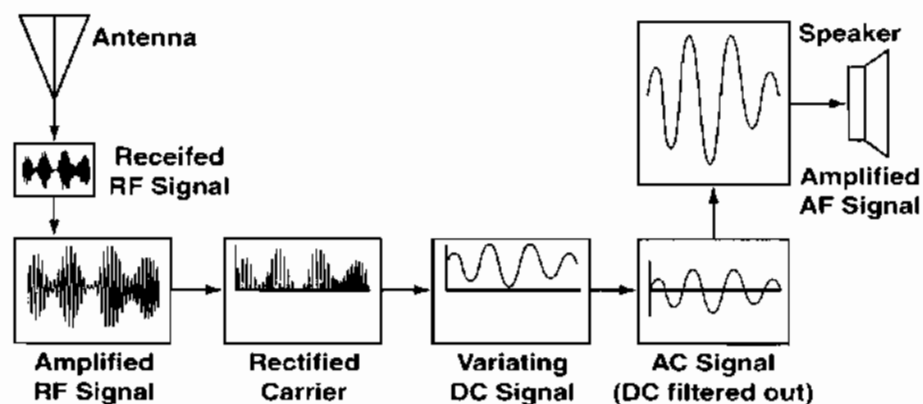 Antenna
Receifed
RF Signal
Amplified
RF Signal
Rectified
Carrier
Variating
DC Signal
AC Signal
(DC filtered out)
Speaker
Amplified
AF Signal